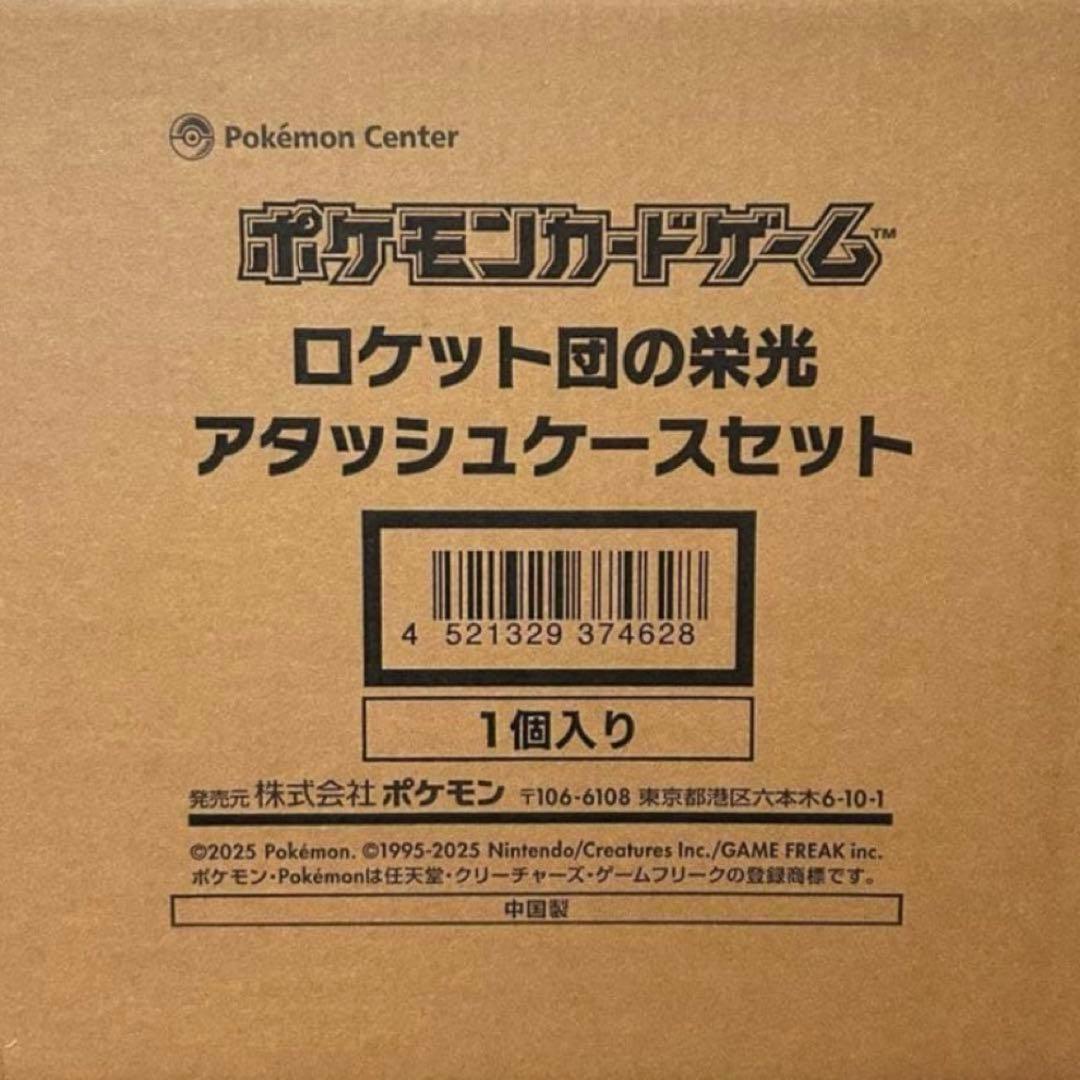 Pokémon Center
ポケモンカードゲーム™
ロケット団の栄光
アタッシュケースセット
4 521329 374628
1個入り
発売元 株式会社 ポケモン 〒106-6108 東京都港区六本木6-10-1
©2025 Pokémon. ©1995-2025 Nintendo/Creatures Inc./GAME FREAK inc.
ポケモン・Pokémonは任天堂・クリーチャーズ・ゲームフリークの登録商標です。
中国製